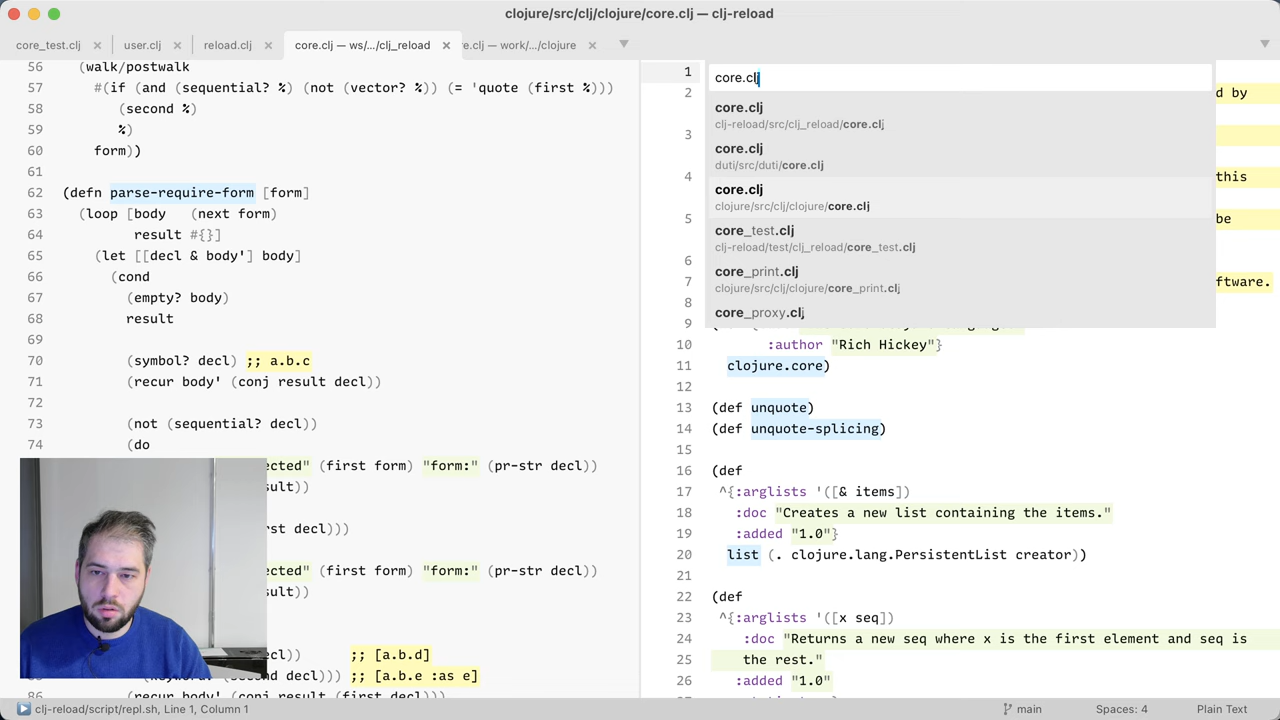 clojure/src/clj/clojure/core.clj — clj-reload
core_test.clj
user.clj
reload.clj
core.clj — ws/.../clj_reload
e.clj — work/.../clojure
56 (walk/postwalk
57 #(if (and (sequential? %) (not (vector? %)) (= 'quote (first %)))
58 (second %)
59 %)
60 form))
61
62 (defn parse-require-form [form]
63 (loop [body (next form)
64 result #{}]
65 (let [[decl & body'] body]
66 (cond
67 (empty? body)
68 result
69
70 (symbol? decl) ;; a.b.c
71 (recur body' (conj result decl))
72
73 (not (sequential? decl))
74 (do
ected" (first form) "form:" (pr-str decl))
sult))
rst decl)))
ected" (first form) "form:" (pr-str decl))
sult))
ecl)) ;; [a.b.d]
second decl))) ;; [a.b.e :as e]
86 (recur body' (conj result (first decl)))
core.clj
core.clj
clj-reload/src/clj_reload/core.clj
core.clj
duti/src/duti/core.clj
core.clj
clojure/src/clj/clojure/core.clj
core_test.clj
clj-reload/test/clj_reload/core_test.clj
core_print.clj
clojure/src/clj/clojure/core_print.clj
core_proxy.clj
1
2 d by
3
4 this
5 be
6
7 ftware.
8
9
10 :author "Rich Hickey"}
11 clojure.core)
12
13 (def unquote)
14 (def unquote-splicing)
15
16 (def
17 ^{:arglists '([& items])
18 :doc "Creates a new list containing the items."
19 :added "1.0"}
20 list (. clojure.lang.PersistentList creator))
21
22 (def
23 ^{:arglists '([x seq])
24 :doc "Returns a new seq where x is the first element and seq is
25 the rest."
26 :added "1.0"
clj-reload/script/repl.sh, Line 1, Column 1
main
Spaces: 4
Plain Text